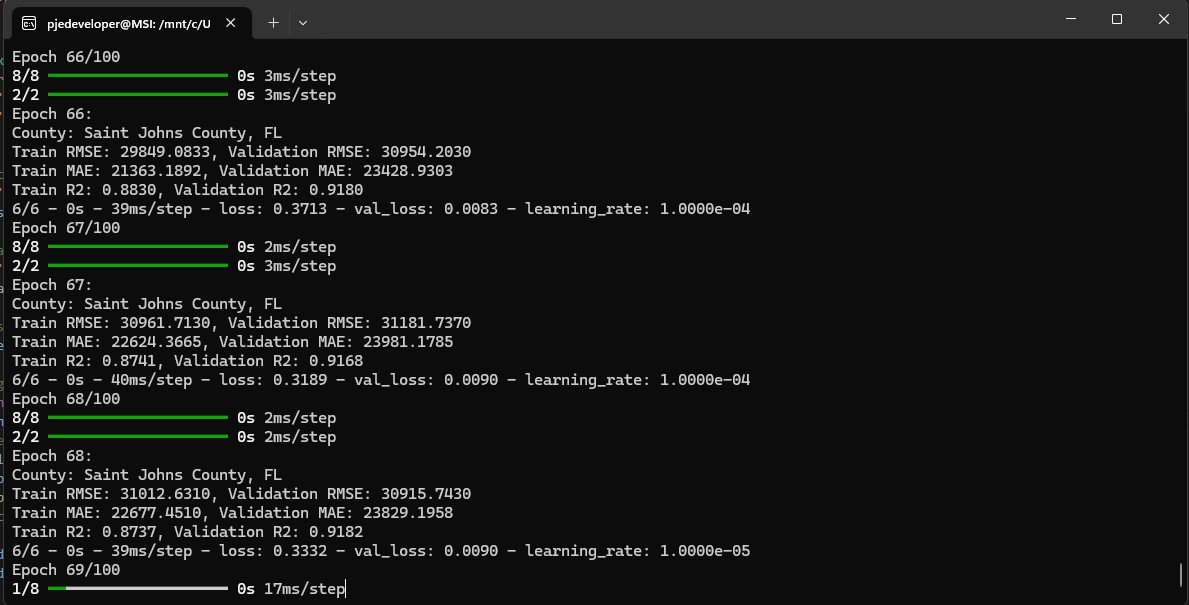 pjedeveloper@MSI: /mnt/c/U
Epoch 66/100
8/8 0s 3ms/step
2/2 0s 3ms/step
Epoch 66:
County: Saint Johns County, FL
Train RMSE: 29849.0833, Validation RMSE: 30954.2030
Train MAE: 21363.1892, Validation MAE: 23428.9303
Train R2: 0.8830, Validation R2: 0.9180
6/6 - 0s - 39ms/step - loss: 0.3713 - val_loss: 0.0083 - learning_rate: 1.0000e-04
Epoch 67/100
8/8 0s 2ms/step
2/2 0s 3ms/step
Epoch 67:
County: Saint Johns County, FL
Train RMSE: 30961.7130, Validation RMSE: 31181.7370
Train MAE: 22624.3665, Validation MAE: 23981.1785
Train R2: 0.8741, Validation R2: 0.9168
6/6 - 0s - 40ms/step - loss: 0.3189 - val_loss: 0.0090 - learning_rate: 1.0000e-04
Epoch 68/100
8/8 0s 2ms/step
2/2 0s 2ms/step
Epoch 68:
County: Saint Johns County, FL
Train RMSE: 31012.6310, Validation RMSE: 30915.7430
Train MAE: 22677.4510, Validation MAE: 23829.1958
Train R2: 0.8737, Validation R2: 0.9182
6/6 - 0s - 39ms/step - loss: 0.3332 - val_loss: 0.0090 - learning_rate: 1.0000e-05
Epoch 69/100
1/8 0s 17ms/step